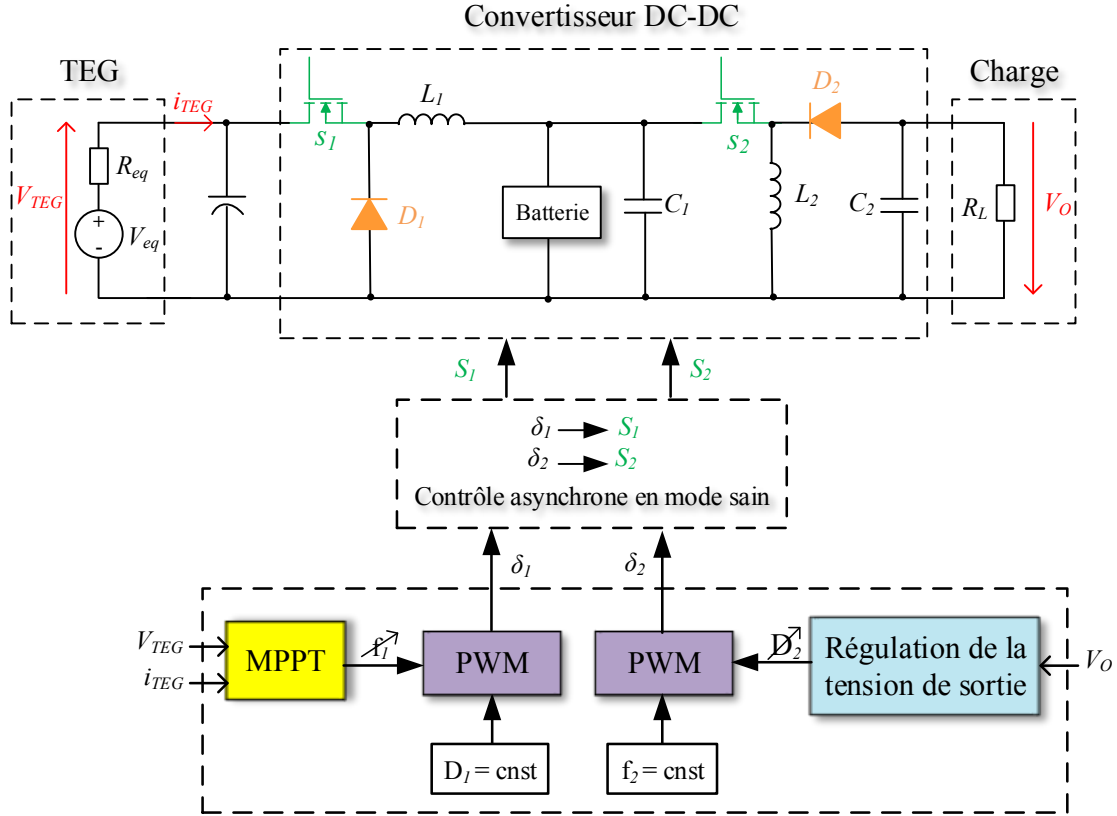 Convertisseur DC-DC
TEG
Charge
i_TEG
V_TEG
R_eq
V_eq
+
-
s_1
L_1
D_1
Batterie
C_1
s_2
D_2
L_2
C_2
R_L
V_O
S_1
S_2
δ_1 → S_1
δ_2 → S_2
Contrôle asynchrone en mode sain
δ_1
δ_2
V_TEG
i_TEG
MPPT
f_1
PWM
PWM
D_2
Régulation de la
tension de sortie
V_O
D_1 = cnst
f_2 = cnst